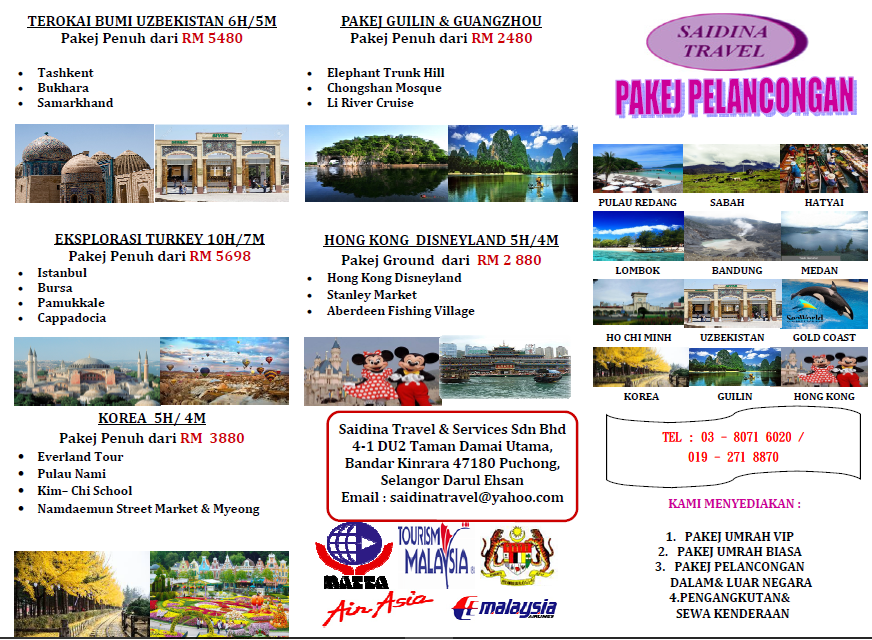 TEROKAI BUMI UZBEKISTAN 6H/5M
Pakej Penuh dari RM 5480
• Tashkent
• Bukhara
• Samarkhand
EKSPLORASI TURKEY 10H/7M
Pakej Penuh dari RM 5698
• Istanbul
• Bursa
• Pamukkale
• Cappadocia
KOREA 5H/ 4M
Pakej Penuh dari RM 3880
• Everland Tour
• Pulau Nami
• Kim– Chi School
• Namdaemun Street Market & Myeong
PAKEJ GUILIN & GUANGZHOU
Pakej Penuh dari RM 2480
• Elephant Trunk Hill
• Chongshan Mosque
• Li River Cruise
HONG KONG DISNEYLAND 5H/4M
Pakej Ground dari RM 2 880
• Hong Kong Disneyland
• Stanley Market
• Aberdeen Fishing Village
Saidina Travel & Services Sdn Bhd
4-1 DU2 Taman Damai Utama,
Bandar Kinrara 47180 Puchong,
Selangor Darul Ehsan
Email : saidinatravel@yahoo.com
MATTA
TOURISM
MALAYSIA
Air Asia
malaysia
AIRLINES
SAIDINA
TRAVEL
PAKEJ PELANCONGAN
PULAU REDANG SABAH HATYAI
LOMBOK BANDUNG MEDAN
SeaWorld
HO CHI MINH UZBEKISTAN GOLD COAST
KOREA GUILIN HONG KONG
TEL : 03 - 8071 6020 /
019 - 271 8870
KAMI MENYEDIAKAN :
1. PAKEJ UMRAH VIP
2. PAKEJ UMRAH BIASA
3. PAKEJ PELANCONGAN
DALAM& LUAR NEGARA
4.PENGANGKUTAN&
SEWA KENDERAAN